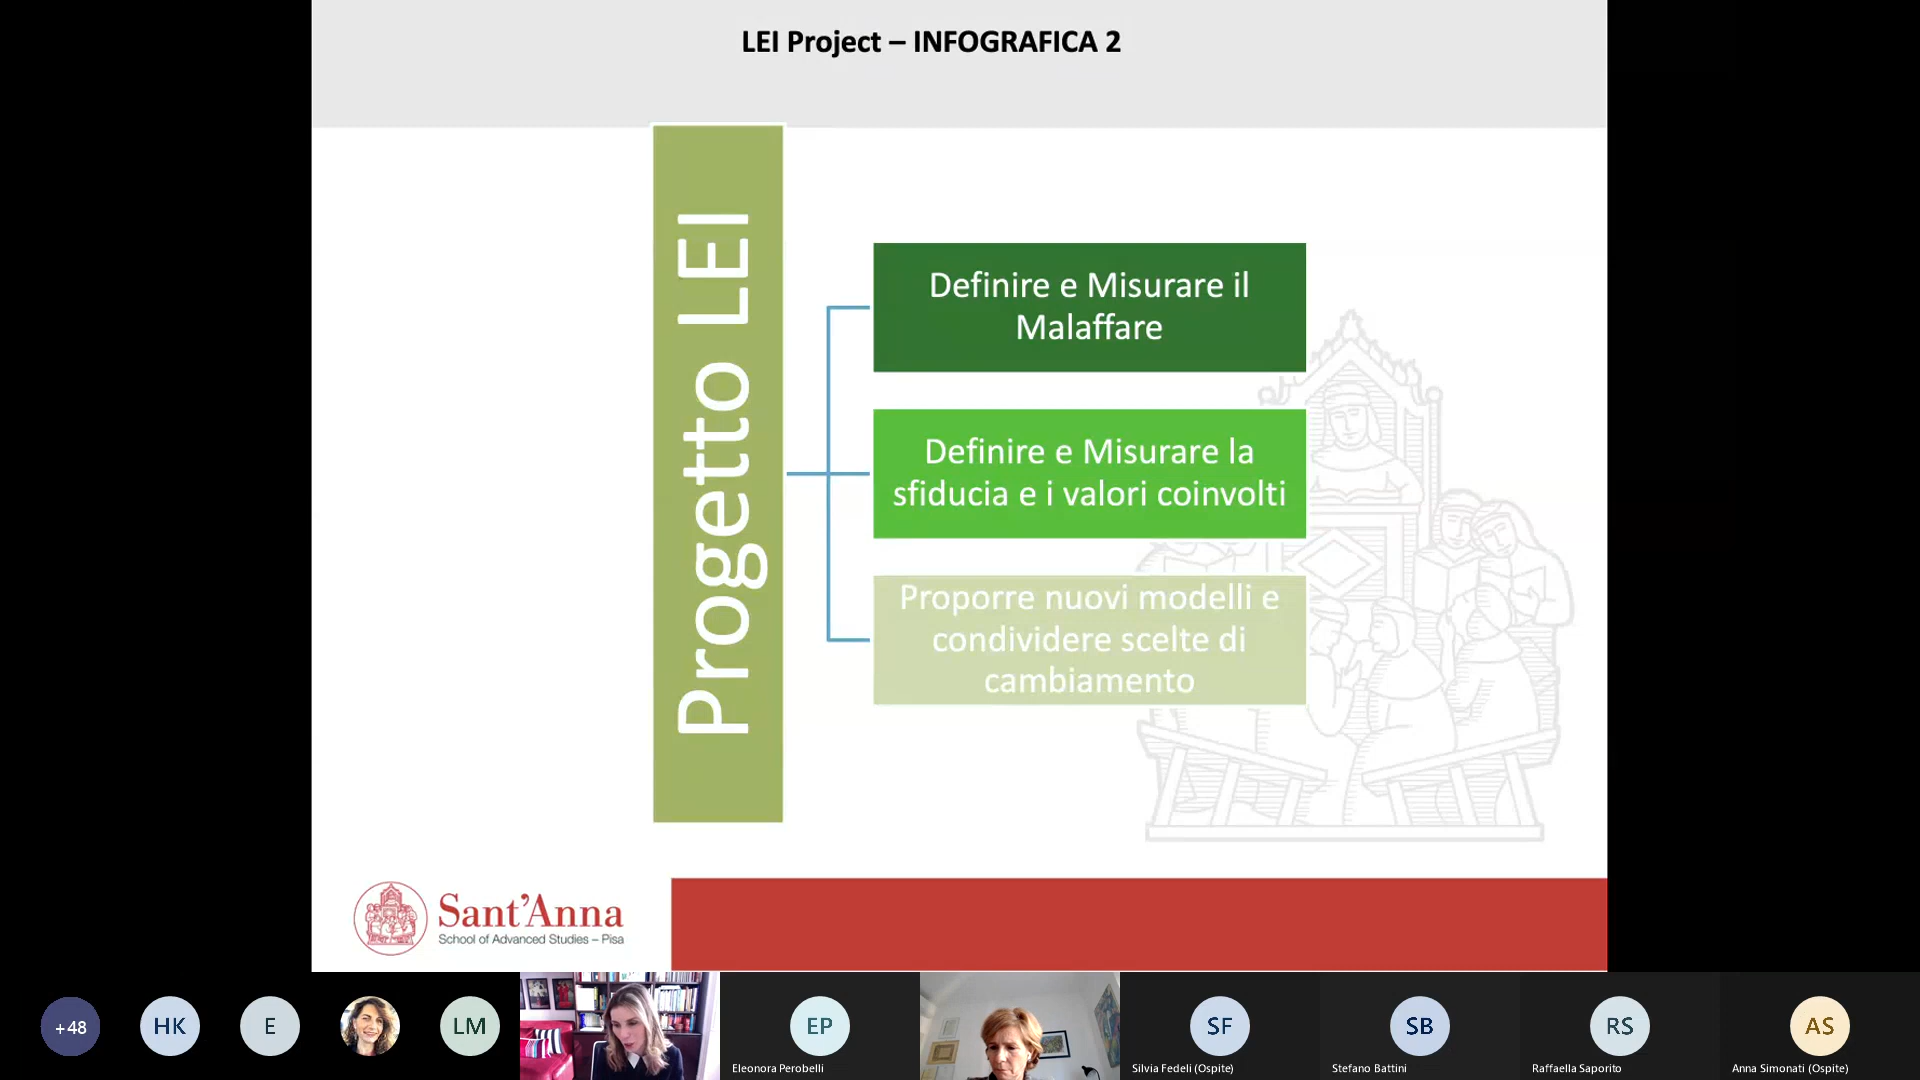 LEI Project – INFOGRAFICA 2
Progetto LEI
Definire e Misurare il
Malaffare
Definire e Misurare la
sfiducia e i valori coinvolti
Proporre nuovi modelli e
condividere scelte di
cambiamento
Sant'Anna
School of Advanced Studies – Pisa
+48
HK
E
LM
EP
Eleonora Perobelli
SF
Silvia Fedeli (Ospite)
SB
Stefano Battini
RS
Raffaella Saporito
AS
Anna Simonati (Ospite)